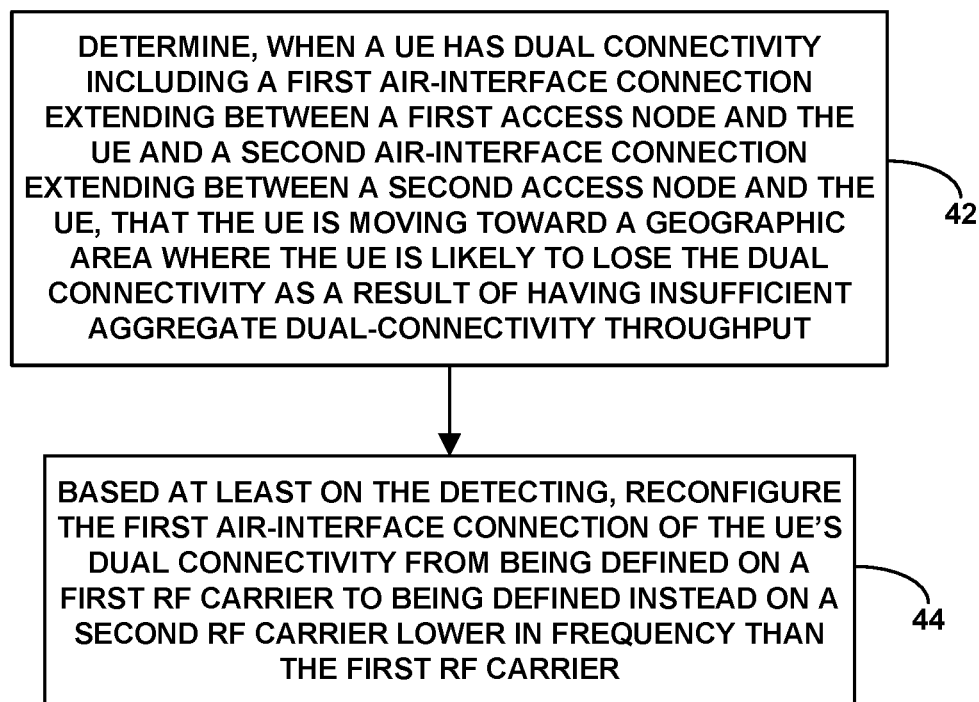 DETERMINE, WHEN A UE HAS DUAL CONNECTIVITY
INCLUDING A FIRST AIR-INTERFACE CONNECTION
EXTENDING BETWEEN A FIRST ACCESS NODE AND THE
UE AND A SECOND AIR-INTERFACE CONNECTION
EXTENDING BETWEEN A SECOND ACCESS NODE AND THE
UE, THAT THE UE IS MOVING TOWARD A GEOGRAPHIC
AREA WHERE THE UE IS LIKELY TO LOSE THE DUAL
CONNECTIVITY AS A RESULT OF HAVING INSUFFICIENT
AGGREGATE DUAL-CONNECTIVITY THROUGHPUT
42
BASED AT LEAST ON THE DETECTING, RECONFIGURE
THE FIRST AIR-INTERFACE CONNECTION OF THE UE'S
DUAL CONNECTIVITY FROM BEING DEFINED ON A
FIRST RF CARRIER TO BEING DEFINED INSTEAD ON A
SECOND RF CARRIER LOWER IN FREQUENCY THAN
THE FIRST RF CARRIER
44